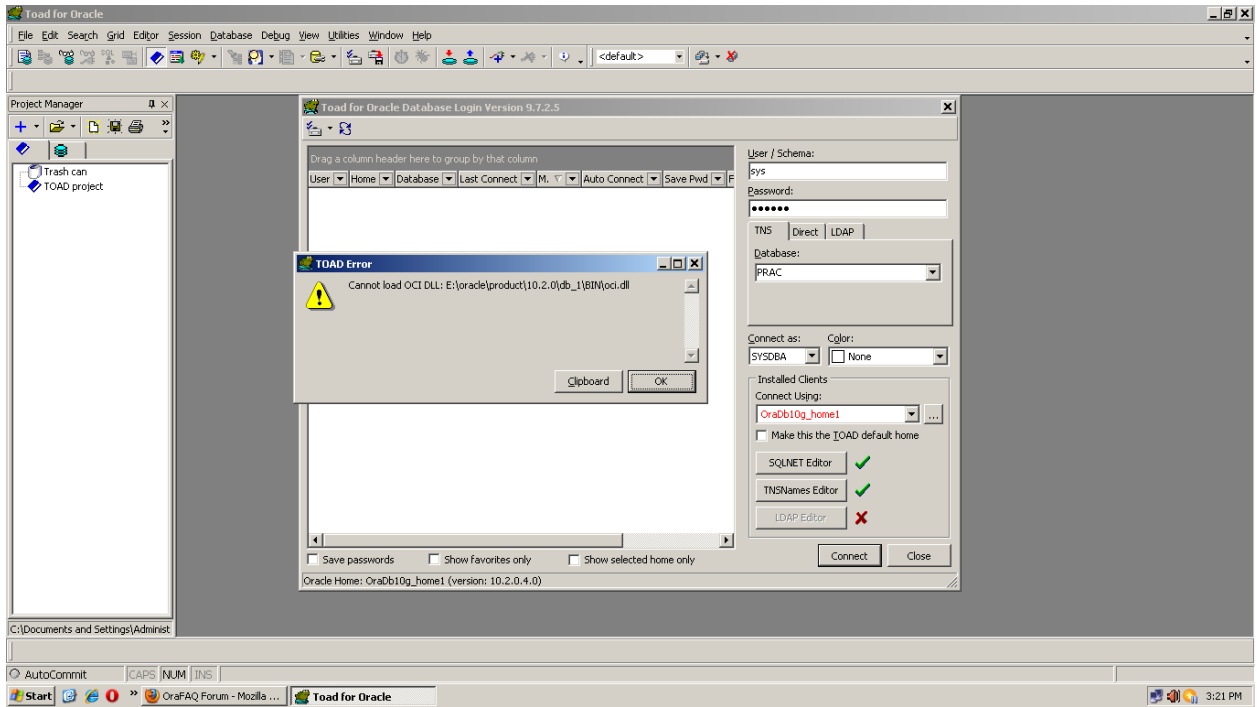 Toad for Oracle
File Edit Search Grid Editor Session Database Debug View Utilities Window Help
<default>
Project Manager
Trash can
TOAD project
C:\Documents and Settings\Administ
Toad for Oracle Database Login Version 9.7.2.5
Drag a column header here to group by that column
User Home Database Last Connect M. Auto Connect Save Pwd F
User / Schema:
sys
Password:
••••••
TNS Direct LDAP
Database:
PRAC
TOAD Error
Cannot load OCI DLL: E:\oracle\product\10.2.0\db_1\BIN\oci.dll
Clipboard OK
Connect as: Color:
SYSDBA None
Installed Clients
Connect Using:
OraDb10g_home1 ...
Make this the TOAD default home
SQLNET Editor
TNSNames Editor
LDAP Editor
Save passwords Show favorites only Show selected home only
Connect Close
Oracle Home: OraDb10g_home1 (version: 10.2.0.4.0)
AutoCommit CAPS NUM INS
Start OraFAQ Forum - Mozilla ... Toad for Oracle 3:21 PM